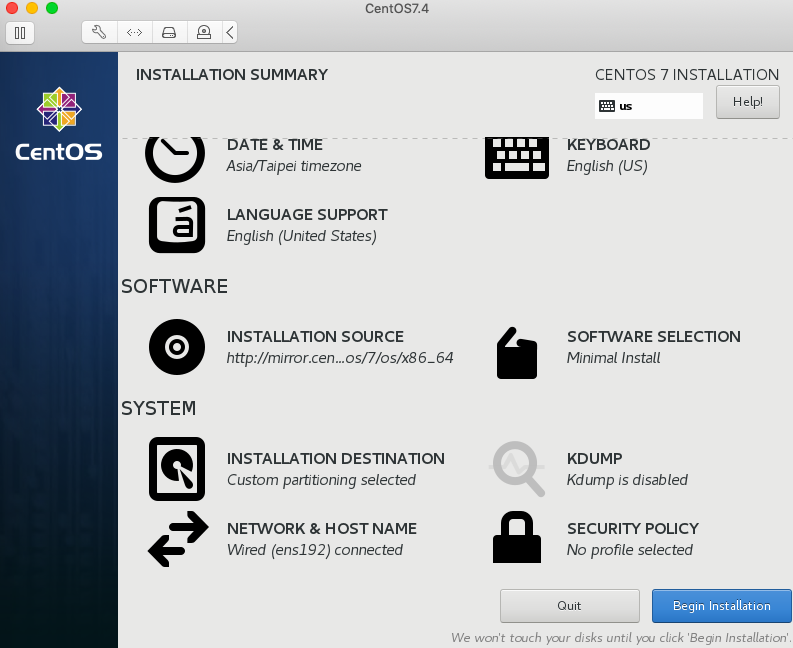 CentOS7.4
INSTALLATION SUMMARY
CENTOS 7 INSTALLATION
us
Help!
CentOS
DATE & TIME
Asia/Taipei timezone
KEYBOARD
English (US)
á
LANGUAGE SUPPORT
English (United States)
SOFTWARE
INSTALLATION SOURCE
http://mirror.cen...os/7/os/x86_64
SOFTWARE SELECTION
Minimal Install
SYSTEM
INSTALLATION DESTINATION
Custom partitioning selected
KDUMP
Kdump is disabled
NETWORK & HOST NAME
Wired (ens192) connected
SECURITY POLICY
No profile selected
Quit
Begin Installation
We won't touch your disks until you click 'Begin Installation'.